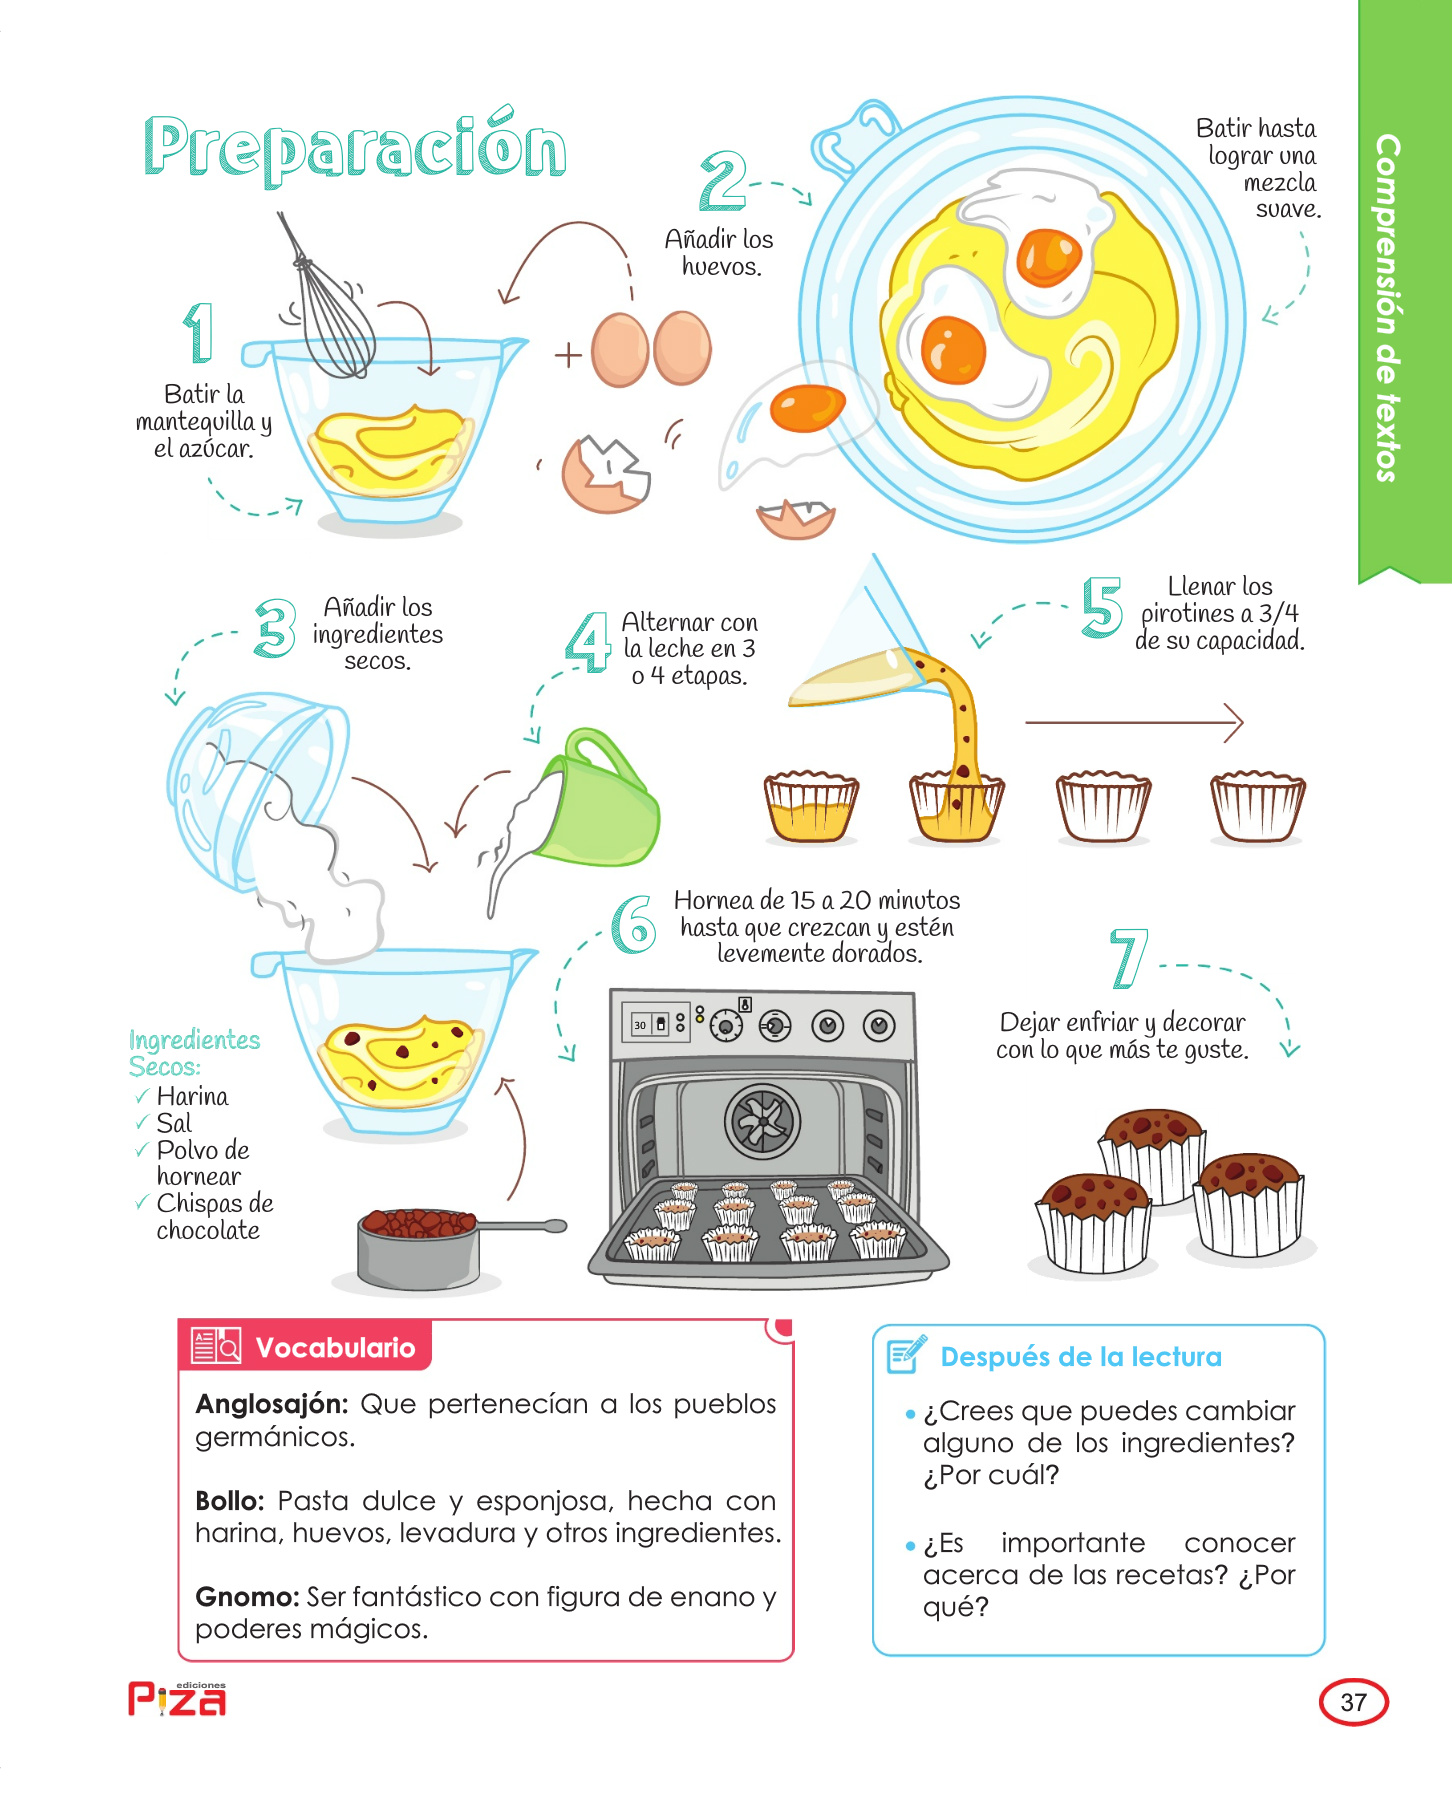 Preparación
1
Batir la
mantequilla y
el azúcar.
2
Añadir los
huevos.
Batir hasta
lograr una
mezcla
suave.
3
Añadir los
ingredientes
secos.
4
Alternar con
la leche en 3
o 4 etapas.
5
Llenar los
pirotines a 3/4
de su capacidad.
6
Hornea de 15 a 20 minutos
hasta que crezcan y estén
levemente dorados.
30
7
Dejar enfriar y decorar
con lo que más te guste.
Ingredientes
Secos:
✓ Harina
✓ Sal
✓ Polvo de
hornear
✓ Chispas de
chocolate
Vocabulario
Anglosajón: Que pertenecían a los pueblos
germánicos.
Bollo: Pasta dulce y esponjosa, hecha con
harina, huevos, levadura y otros ingredientes.
Gnomo: Ser fantástico con figura de enano y
poderes mágicos.
Después de la lectura
• ¿Crees que puedes cambiar
alguno de los ingredientes?
¿Por cuál?
• ¿Es importante conocer
acerca de las recetas? ¿Por
qué?
Comprensión de textos
ediciones
Piza
37